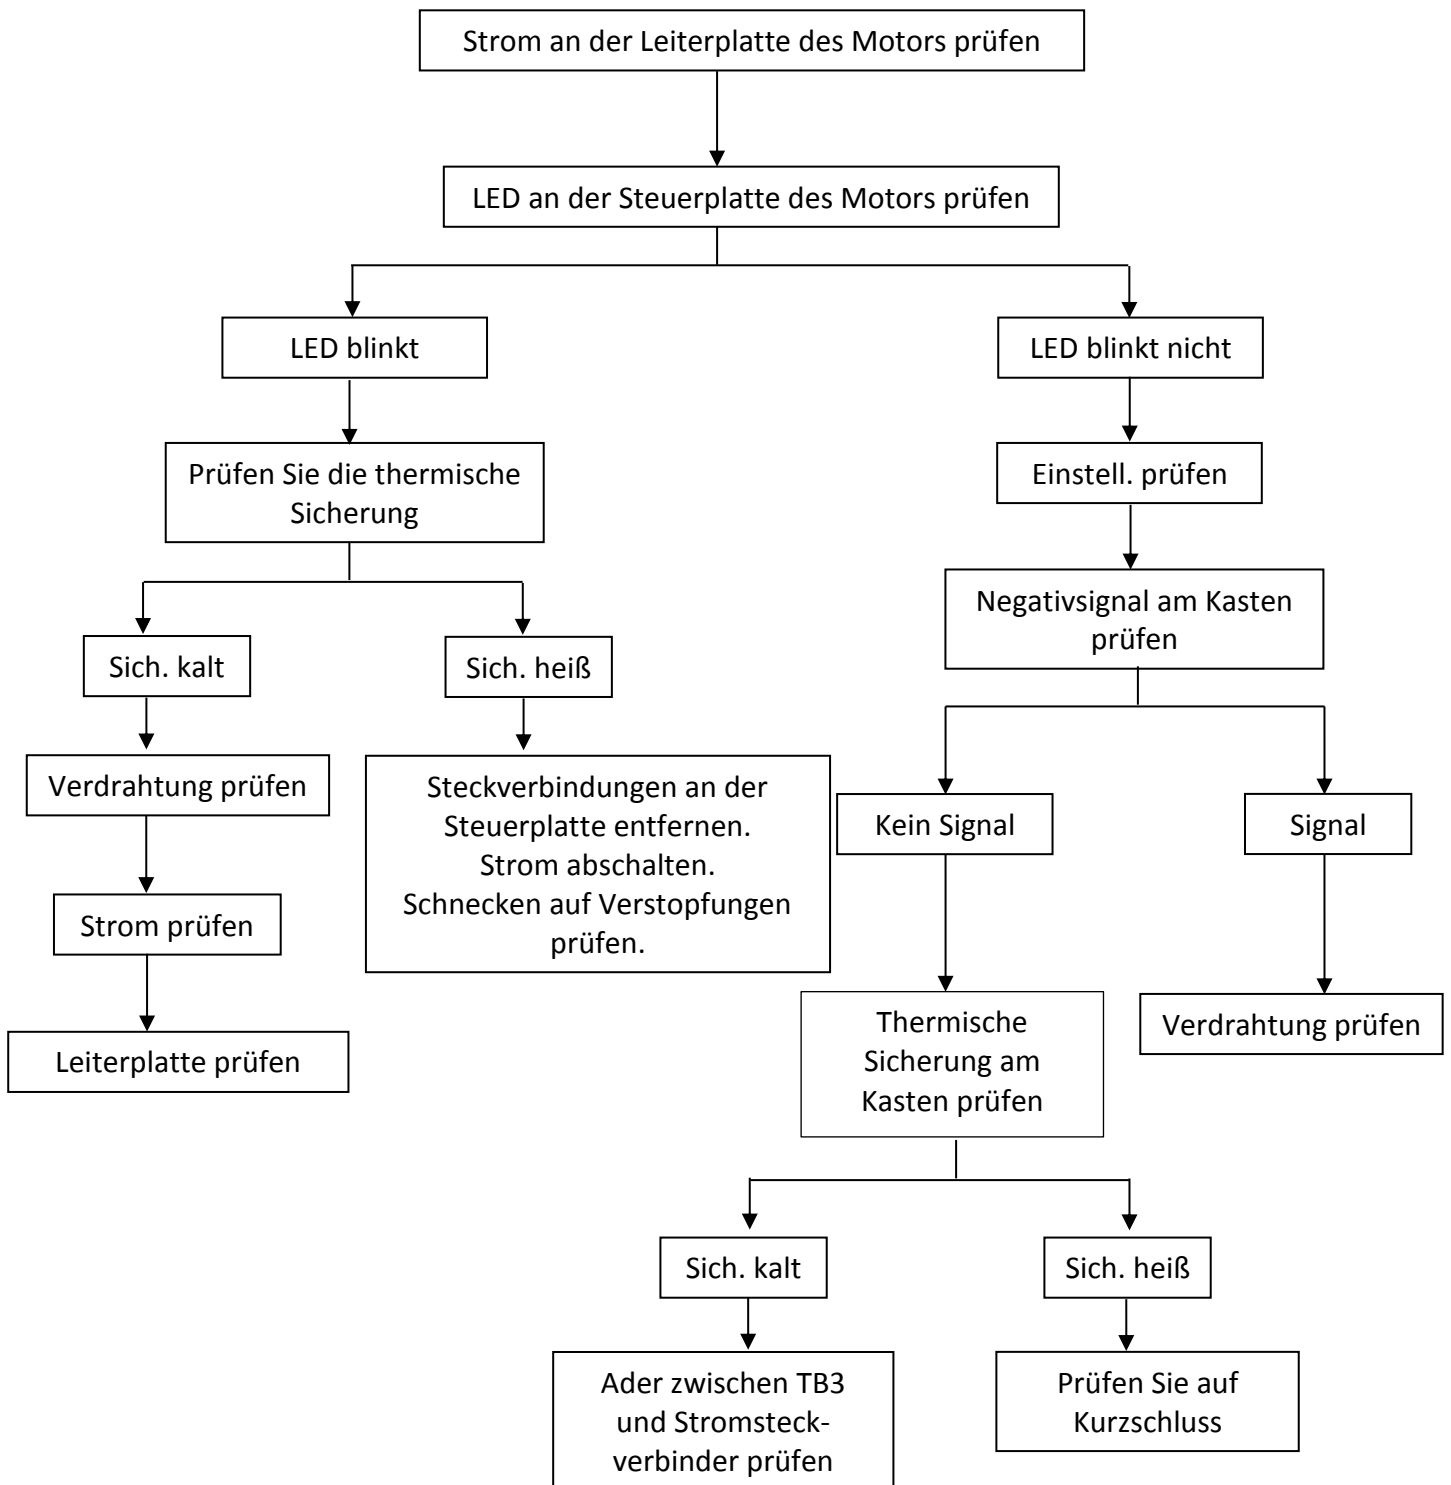 Strom an der Leiterplatte des Motors prüfen
LED an der Steuerplatte des Motors prüfen
LED blinkt
LED blinkt nicht
Prüfen Sie die thermische
Sicherung
Einstell. prüfen
Negativsignal am Kasten
prüfen
Sich. kalt
Sich. heiß
Verdrahtung prüfen
Steckverbindungen an der
Steuerplatte entfernen.
Strom abschalten.
Schnecken auf Verstopfungen
prüfen.
Kein Signal
Signal
Strom prüfen
Leiterplatte prüfen
Thermische
Sicherung am
Kasten prüfen
Verdrahtung prüfen
Sich. kalt
Sich. heiß
Ader zwischen TB3
und Stromsteck-
verbinder prüfen
Prüfen Sie auf
Kurzschluss